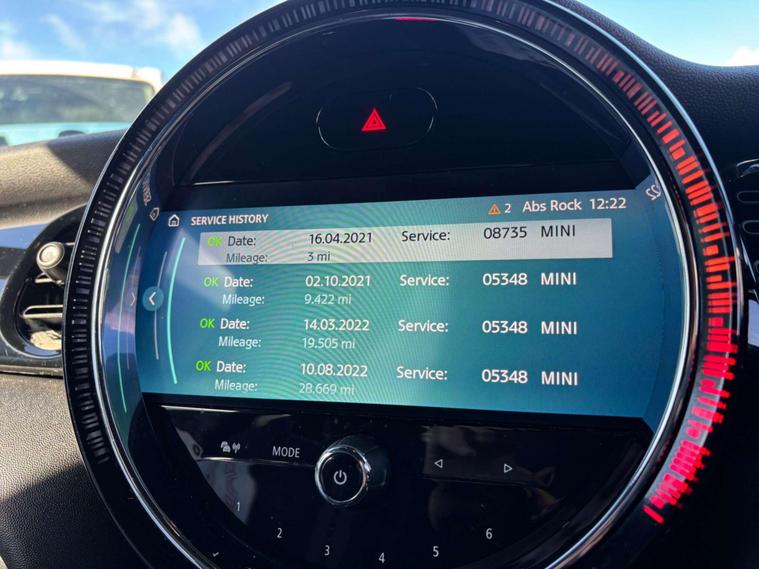 SERVICE HISTORY 2 Abs Rock 12:22
OK Date: 16.04.2021 Service: 08735 MINI
Mileage: 3 mi
OK Date: 02.10.2021 Service: 05348 MINI
Mileage: 9.422 mi
OK Date: 14.03.2022 Service: 05348 MINI
Mileage: 19.505 mi
OK Date: 10.08.2022 Service: 05348 MINI
Mileage: 28.669 mi
MODE
1 2 3 4 5 6